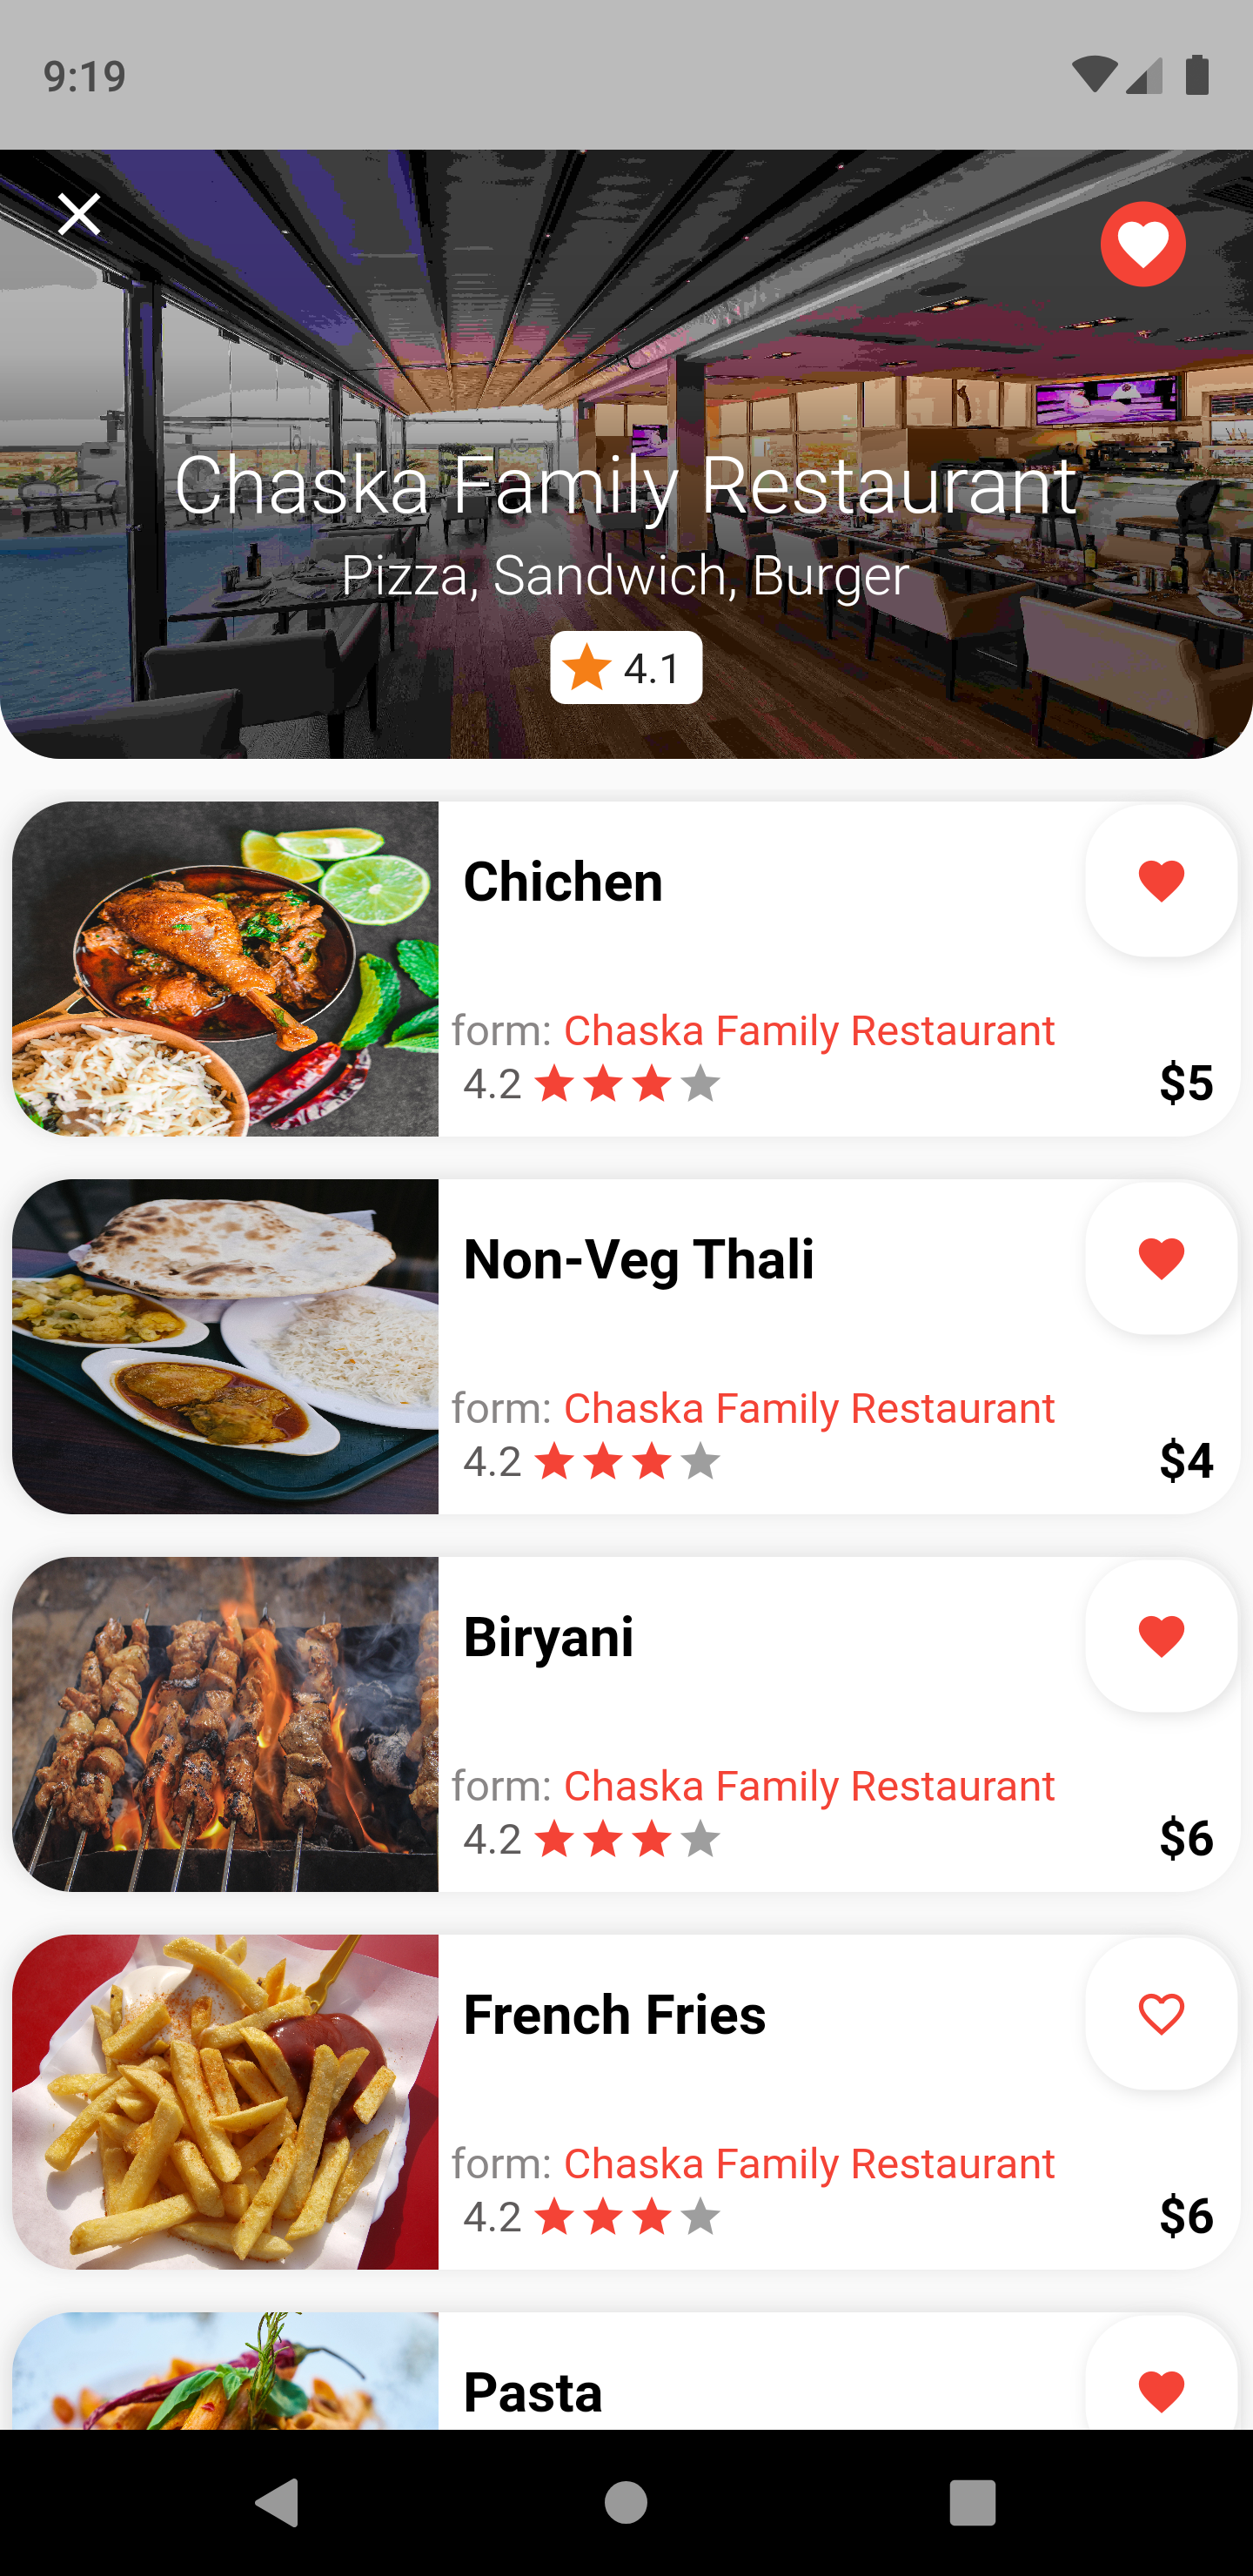 9:19
Chaska Family Restaurant
Pizza, Sandwich, Burger
4.1
Chichen
form: Chaska Family Restaurant
4.2
$5
Non-Veg Thali
form: Chaska Family Restaurant
4.2
$4
Biryani
form: Chaska Family Restaurant
4.2
$6
French Fries
form: Chaska Family Restaurant
4.2
$6
Pasta